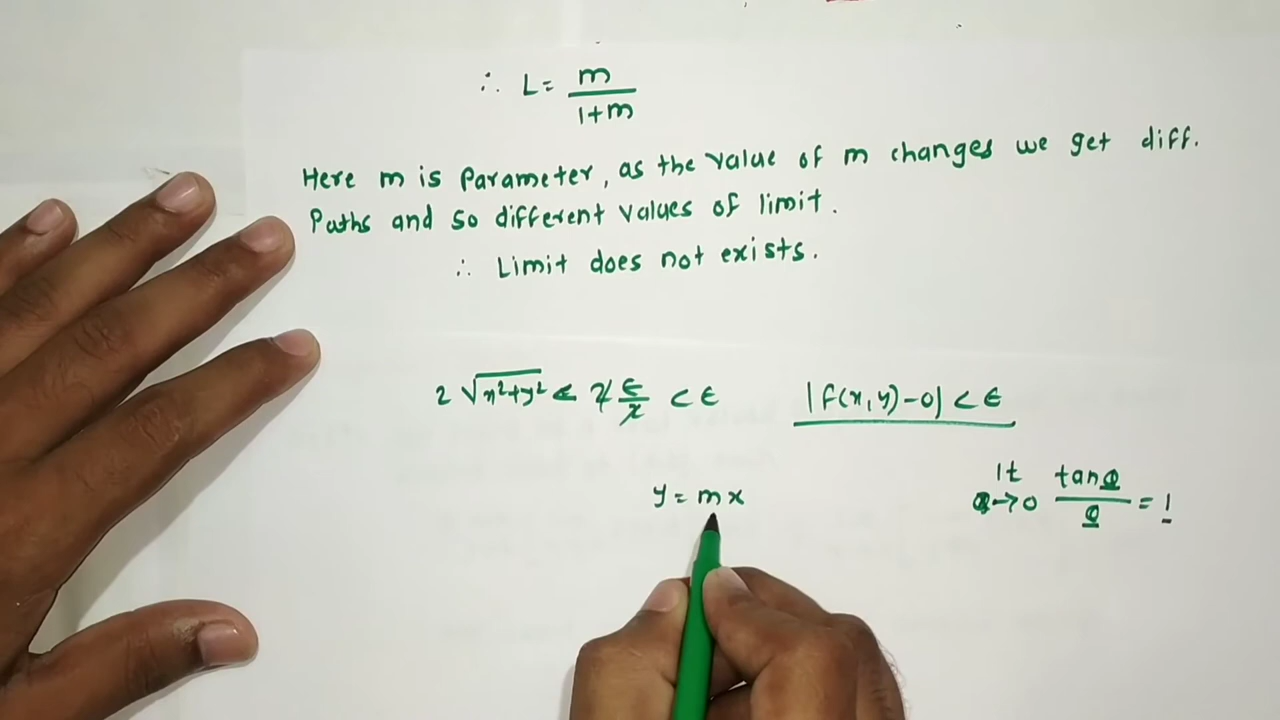 ∴ L = m/(1+m)
Here m is Parameter, as the value of m changes we get diff.
Paths and so different values of limit.
∴ Limit does not exists.
2 √(x²+y²) < 2 ε/2 < ε |f(x,y)-0| < ε
y = mx
lt θ→0 tanθ/θ = 1